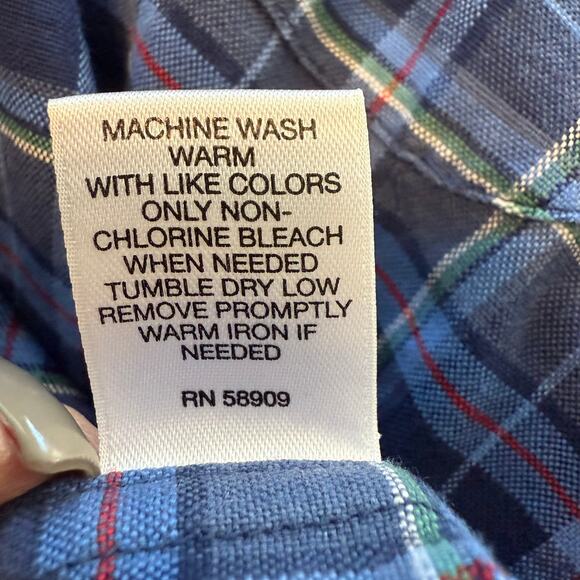 MACHINE WASH
WARM
WITH LIKE COLORS
ONLY NON-
CHLORINE BLEACH
WHEN NEEDED
TUMBLE DRY LOW
REMOVE PROMPTLY
WARM IRON IF
NEEDED
RN 58909